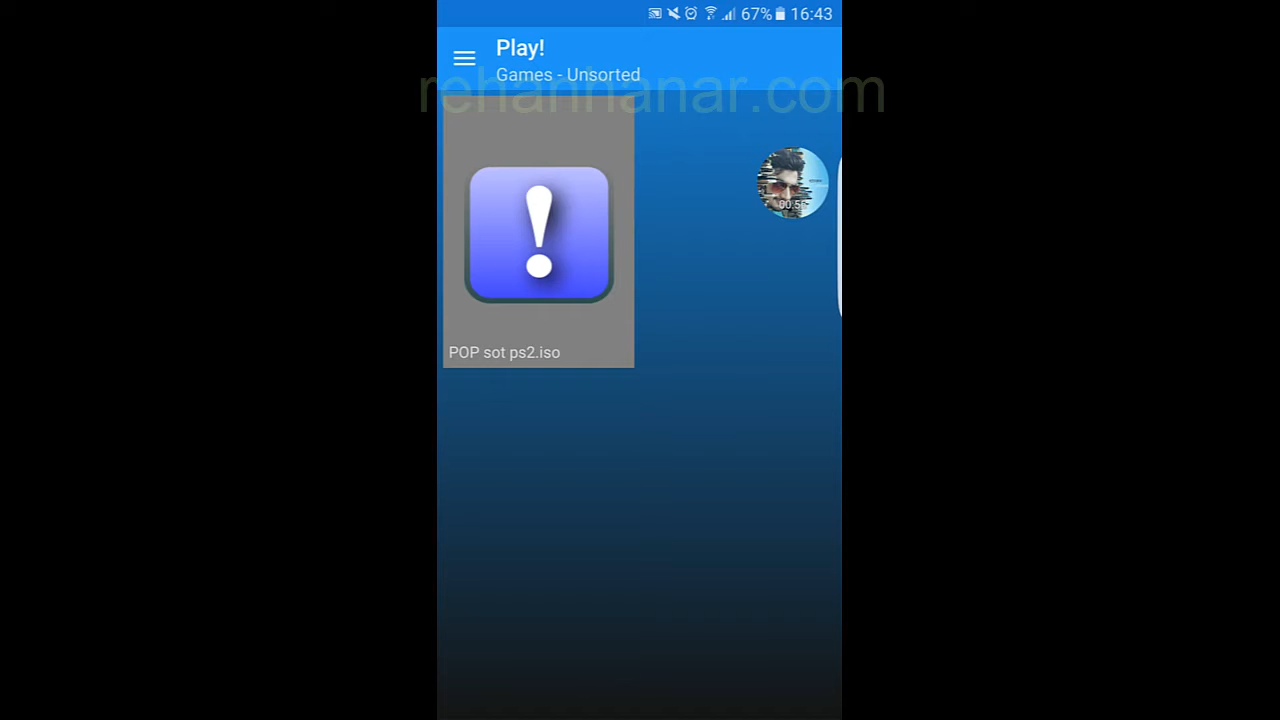 67% 16:43
Play!
Games - Unsorted
rehanhanar.com
POP sot ps2.iso